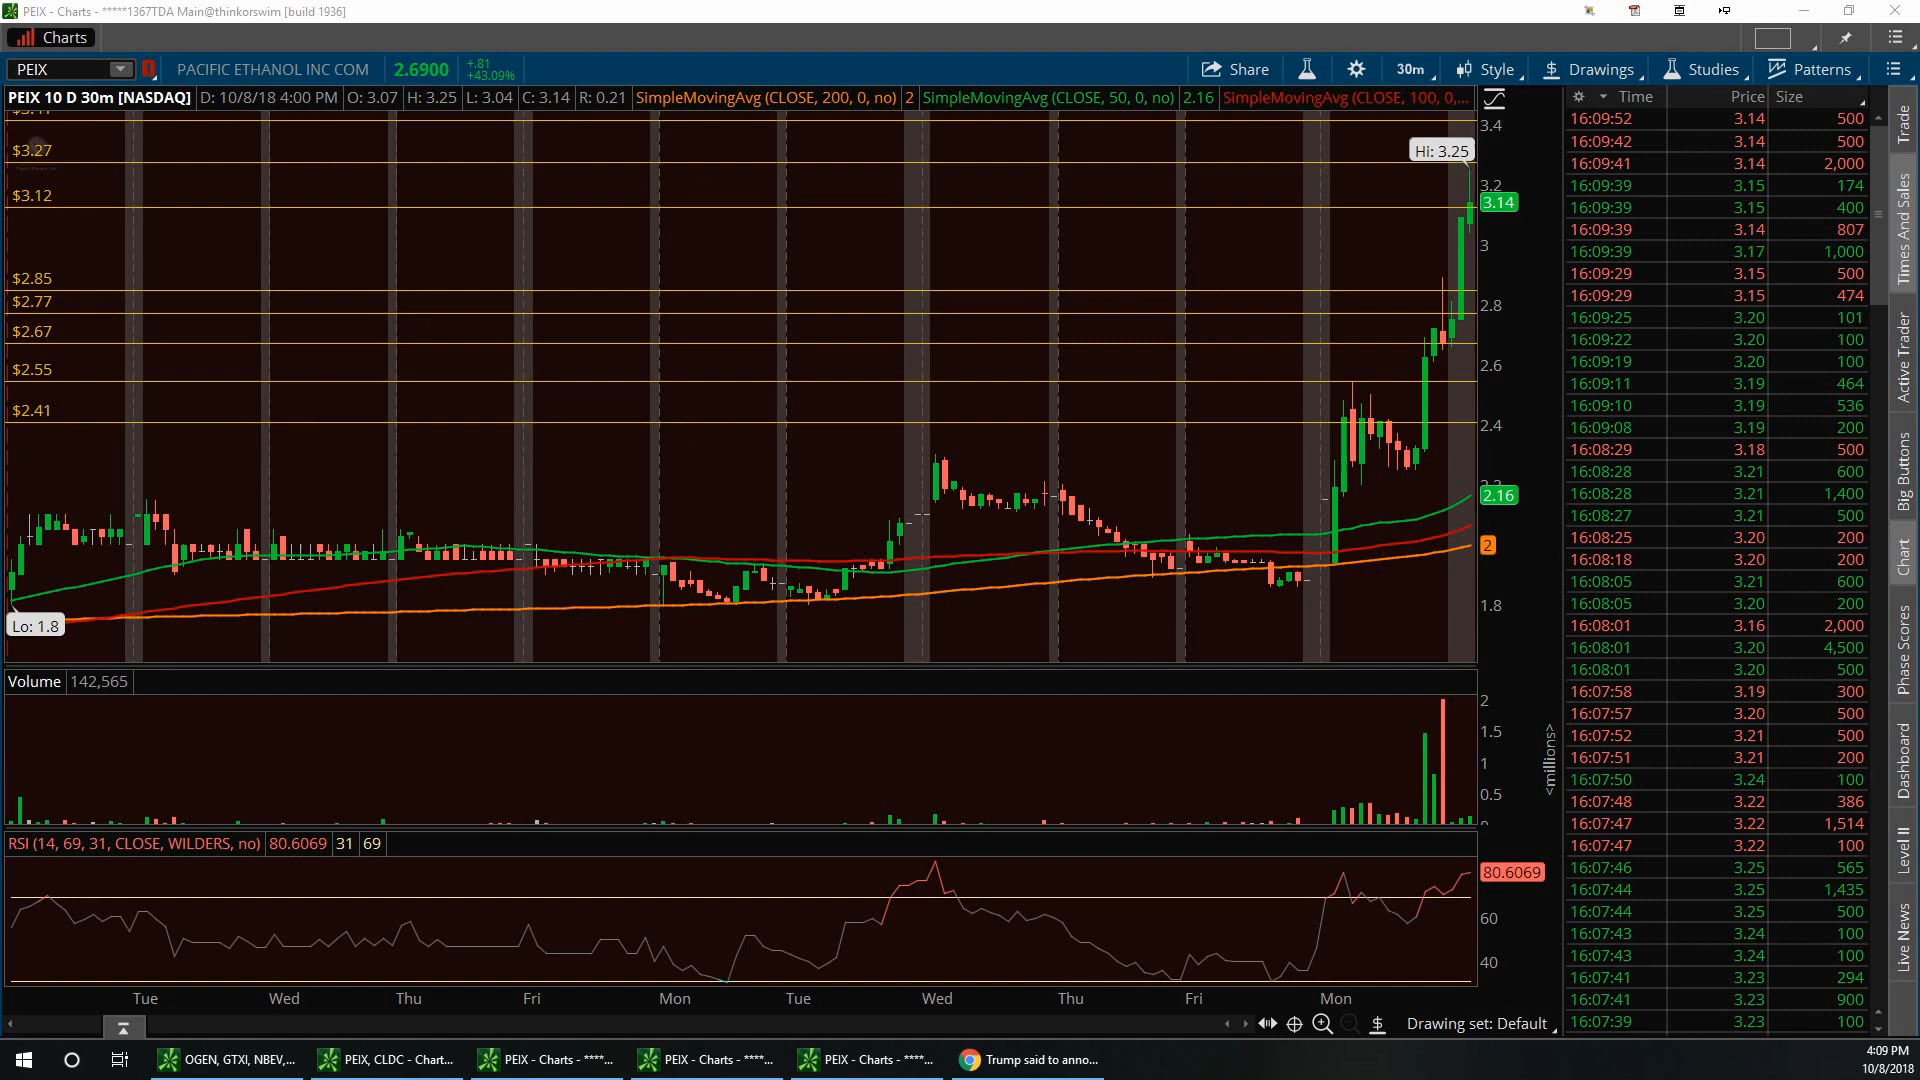 PEIX - Charts - *****1367TDA Main@thinkorswim [build 1936]
Charts
PEIX 1 PACIFIC ETHANOL INC COM 2.6900 +.81 +43.09% Share 30m Style Drawings Studies Patterns
PEIX 10 D 30m [NASDAQ] D: 10/8/18 4:00 PM O: 3.07 H: 3.25 L: 3.04 C: 3.14 R: 0.21 SimpleMovingAvg (CLOSE, 200, 0, no) 2 SimpleMovingAvg (CLOSE, 50, 0, no) 2.16 SimpleMovingAvg (CLOSE, 100, 0,...
$3.27
$3.12
$2.85
$2.77
$2.67
$2.55
$2.41
Hi: 3.25
Lo: 1.8
3.4
3.2
3.14
3
2.8
2.6
2.4
2.16
2
1.8
Volume 142,565
2
1.5
1
0.5
<millions>
RSI (14, 69, 31, CLOSE, WILDERS, no) 80.6069 31 69
80.6069
60
40
Tue Wed Thu Fri Mon Tue Wed Thu Fri Mon
Drawing set: Default
Time Price Size
16:09:52 3.14 500
16:09:42 3.14 500
16:09:41 3.14 2,000
16:09:39 3.15 174
16:09:39 3.15 400
16:09:39 3.14 807
16:09:39 3.17 1,000
16:09:29 3.15 500
16:09:29 3.15 474
16:09:25 3.20 101
16:09:22 3.20 100
16:09:19 3.20 100
16:09:11 3.19 464
16:09:10 3.19 536
16:09:08 3.19 200
16:08:29 3.18 500
16:08:28 3.21 600
16:08:28 3.21 1,400
16:08:27 3.21 500
16:08:25 3.20 200
16:08:18 3.20 200
16:08:05 3.21 600
16:08:05 3.20 200
16:08:01 3.16 2,000
16:08:01 3.20 4,500
16:08:01 3.20 500
16:07:58 3.19 300
16:07:57 3.20 500
16:07:52 3.21 500
16:07:51 3.21 200
16:07:50 3.24 100
16:07:48 3.22 386
16:07:47 3.22 1,514
16:07:47 3.22 100
16:07:46 3.25 565
16:07:44 3.25 1,435
16:07:44 3.25 500
16:07:43 3.24 100
16:07:43 3.24 100
16:07:41 3.23 294
16:07:41 3.23 900
16:07:39 3.23 100
Trade
Times And Sales
Active Trader
Big Buttons
Chart
Phase Scores
Dashboard
Level II
Live News
OGEN, GTXI, NBEV,... PEIX, CLDC - Chart... PEIX - Charts - ****... PEIX - Charts - ****... PEIX - Charts - ****... Trump said to anno...
4:09 PM
10/8/2018